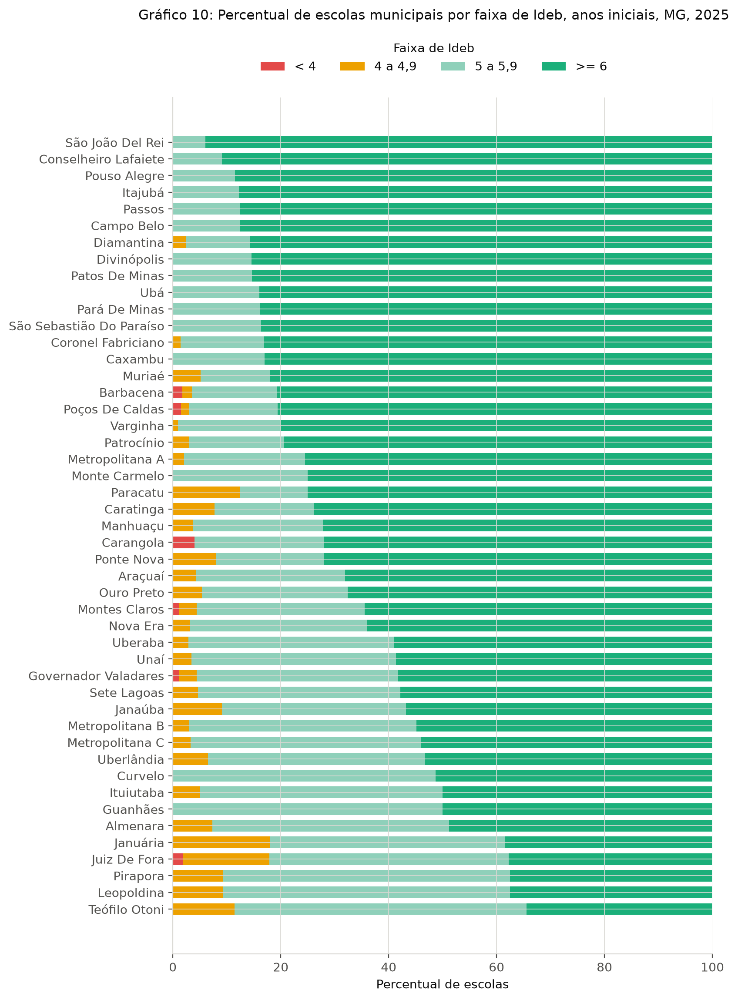 Gráfico 10: Percentual de escolas municipais por faixa de Ideb, anos iniciais, MG, 2025
Faixa de Ideb
< 4 4 a 4,9 5 a 5,9 >= 6
São João Del Rei
Conselheiro Lafaiete
Pouso Alegre
Itajubá
Passos
Campo Belo
Diamantina
Divinópolis
Patos De Minas
Ubá
Pará De Minas
São Sebastião Do Paraíso
Coronel Fabriciano
Caxambu
Muriaé
Barbacena
Poços De Caldas
Varginha
Patrocínio
Metropolitana A
Monte Carmelo
Paracatu
Caratinga
Manhuaçu
Carangola
Ponte Nova
Araçuaí
Ouro Preto
Montes Claros
Nova Era
Uberaba
Unaí
Governador Valadares
Sete Lagoas
Janaúba
Metropolitana B
Metropolitana C
Uberlândia
Curvelo
Ituiutaba
Guanhães
Almenara
Januária
Juiz De Fora
Pirapora
Leopoldina
Teófilo Otoni
0 20 40 60 80 100
Percentual de escolas